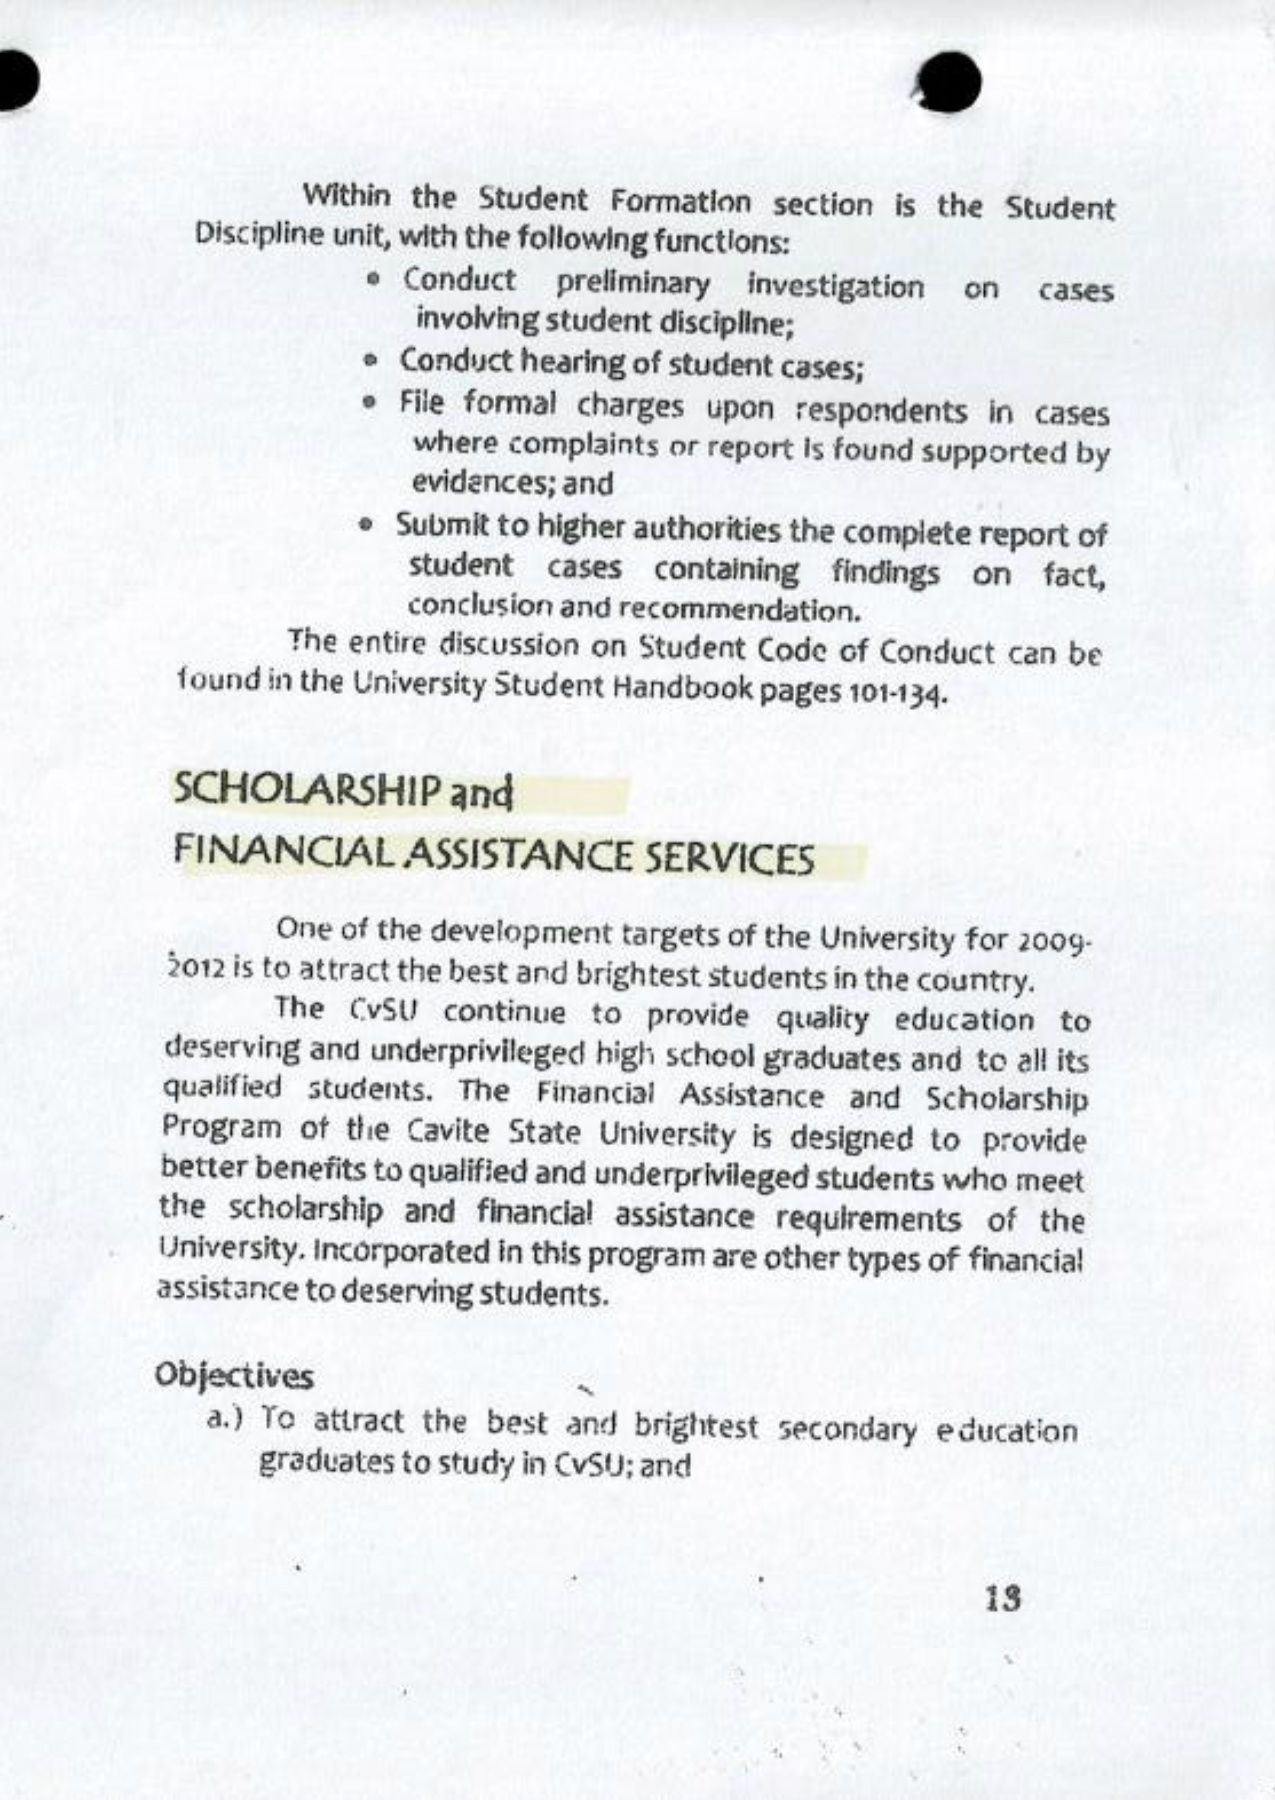 Within the Student Formation section is the Student
Discipline unit, with the following functions:
• Conduct preliminary investigation on cases
involving student discipline;
• Conduct hearing of student cases;
• File formal charges upon respondents in cases
where complaints or report is found supported by
evidences; and
• Submit to higher authorities the complete report of
student cases containing findings on fact,
conclusion and recommendation.
The entire discussion on Student Code of Conduct can be
found in the University Student Handbook pages 101-134.
SCHOLARSHIP and
FINANCIAL ASSISTANCE SERVICES
One of the development targets of the University for 2009-
2012 is to attract the best and brightest students in the country.
The CvSU continue to provide quality education to
deserving and underprivileged high school graduates and to all its
qualified students. The Financial Assistance and Scholarship
Program of the Cavite State University is designed to provide
better benefits to qualified and underprivileged students who meet
the scholarship and financial assistance requirements of the
University. Incorporated in this program are other types of financial
assistance to deserving students.
Objectives
a.) To attract the best and brightest secondary education
graduates to study in CvSU; and
13